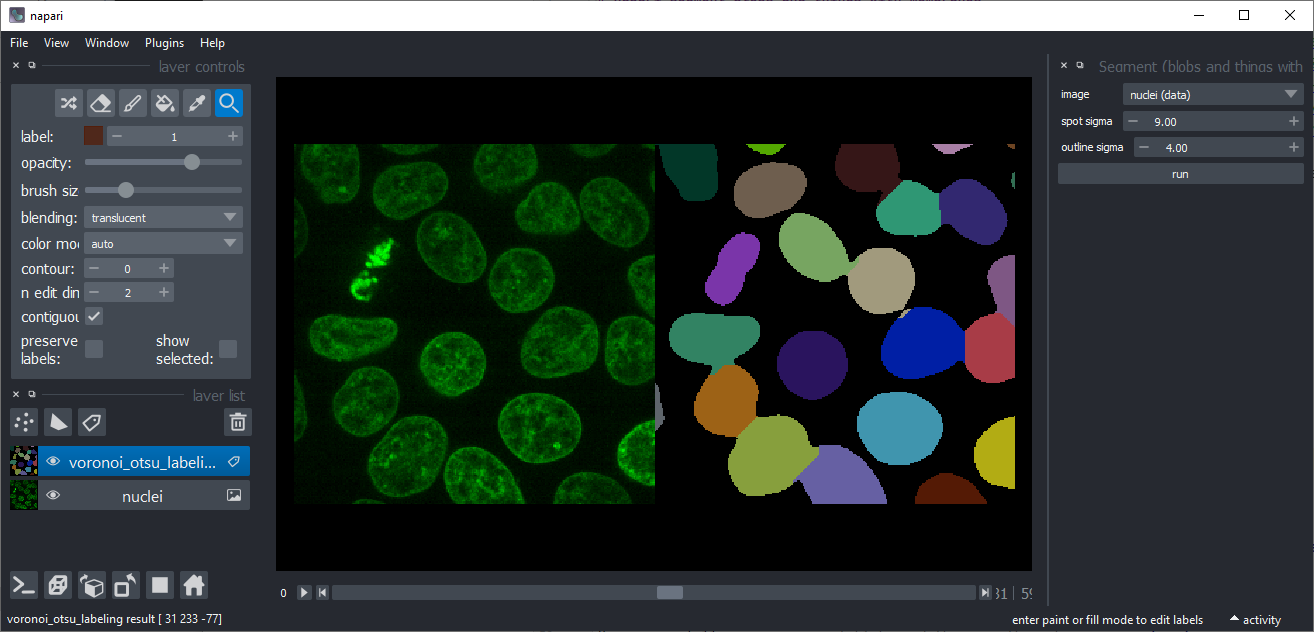 napari
File View Window Plugins Help
layer controls
label: 1
opacity:
brush siz
blending: translucent
color mo auto
contour: 0
n edit din 2
contiguou
preserve labels:
show selected:
layer list
voronoi_otsu_labeli...
nuclei
0
31 | 59
voronoi_otsu_labeling result [ 31 233 -77]
enter paint or fill mode to edit labels
activity
Segment (blobs and things with
image nuclei (data)
spot sigma 9.00
outline sigma 4.00
run